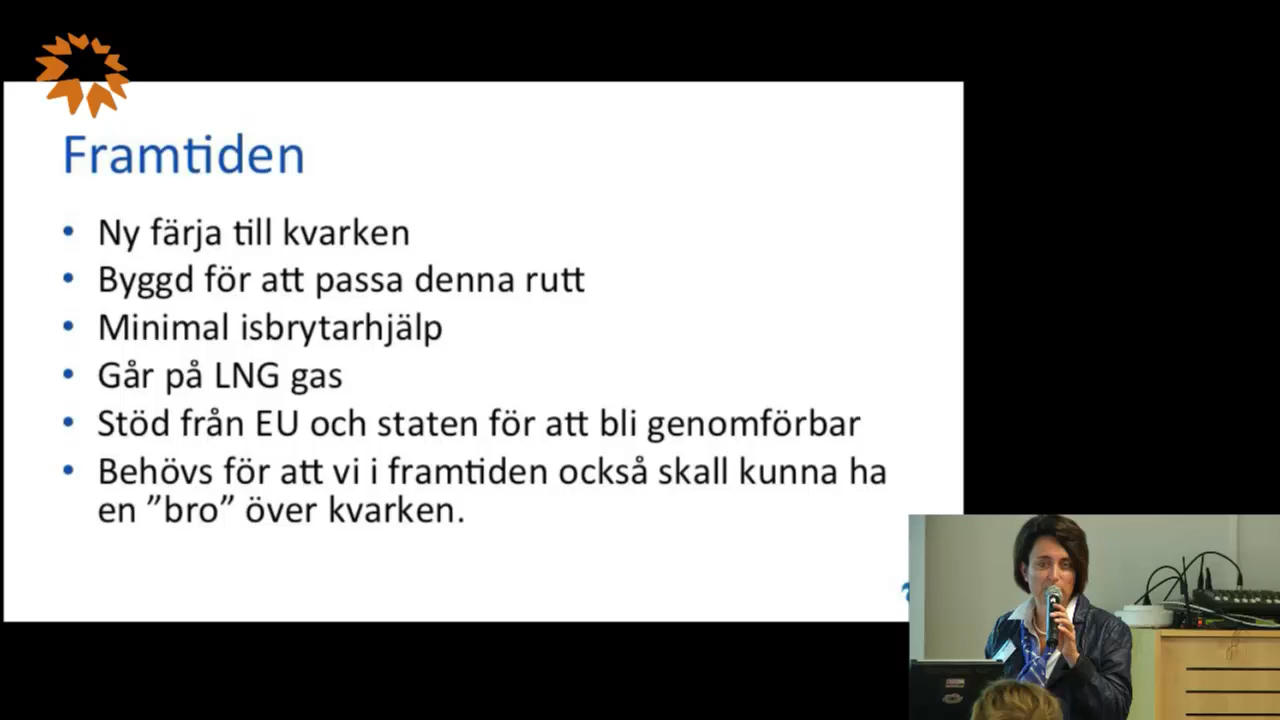 Framtiden
• Ny färja till kvarken
• Byggd för att passa denna rutt
• Minimal isbrytarhjälp
• Går på LNG gas
• Stöd från EU och staten för att bli genomförbar
• Behövs för att vi i framtiden också skall kunna ha
en ”bro” över kvarken.